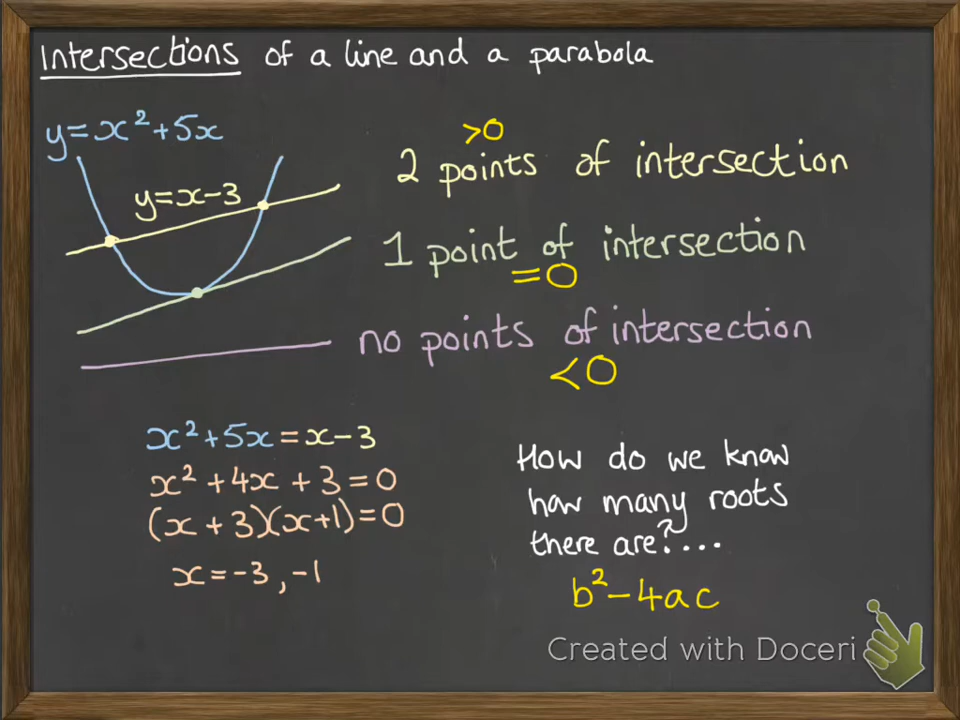 Intersections of a line and a parabola
y=x²+5x
y=x-3
>0
2 points of intersection
1 point of intersection
=0
no points of intersection
<0
x²+5x=x-3
x²+4x+3=0
(x+3)(x+1)=0
x=-3,-1
How do we know
how many roots
there are?...
b²-4ac
Created with Doceri